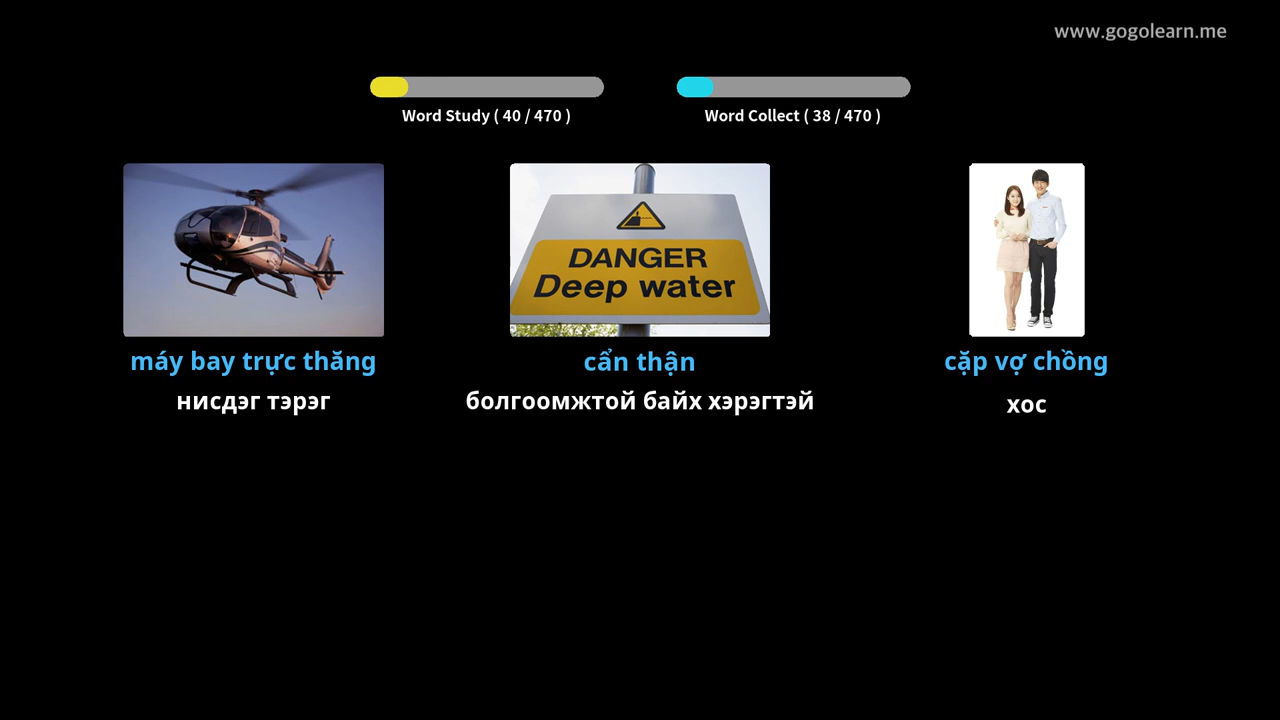 www.gogolearn.me
Word Study ( 40 / 470 )
Word Collect ( 38 / 470 )
DANGER
Deep water
máy bay trực thăng
cẩn thận
cặp vợ chồng
нисдэг тэрэг
болгоомжтой байх хэрэгтэй
хос